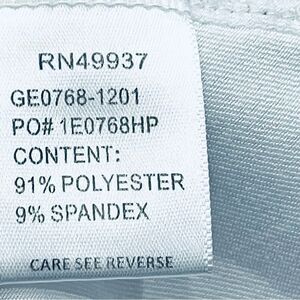 RN49937
GE0768-1201
PO# 1E0768HP
CONTENT:
91% POLYESTER
9% SPANDEX
CARE SEE REVERSE